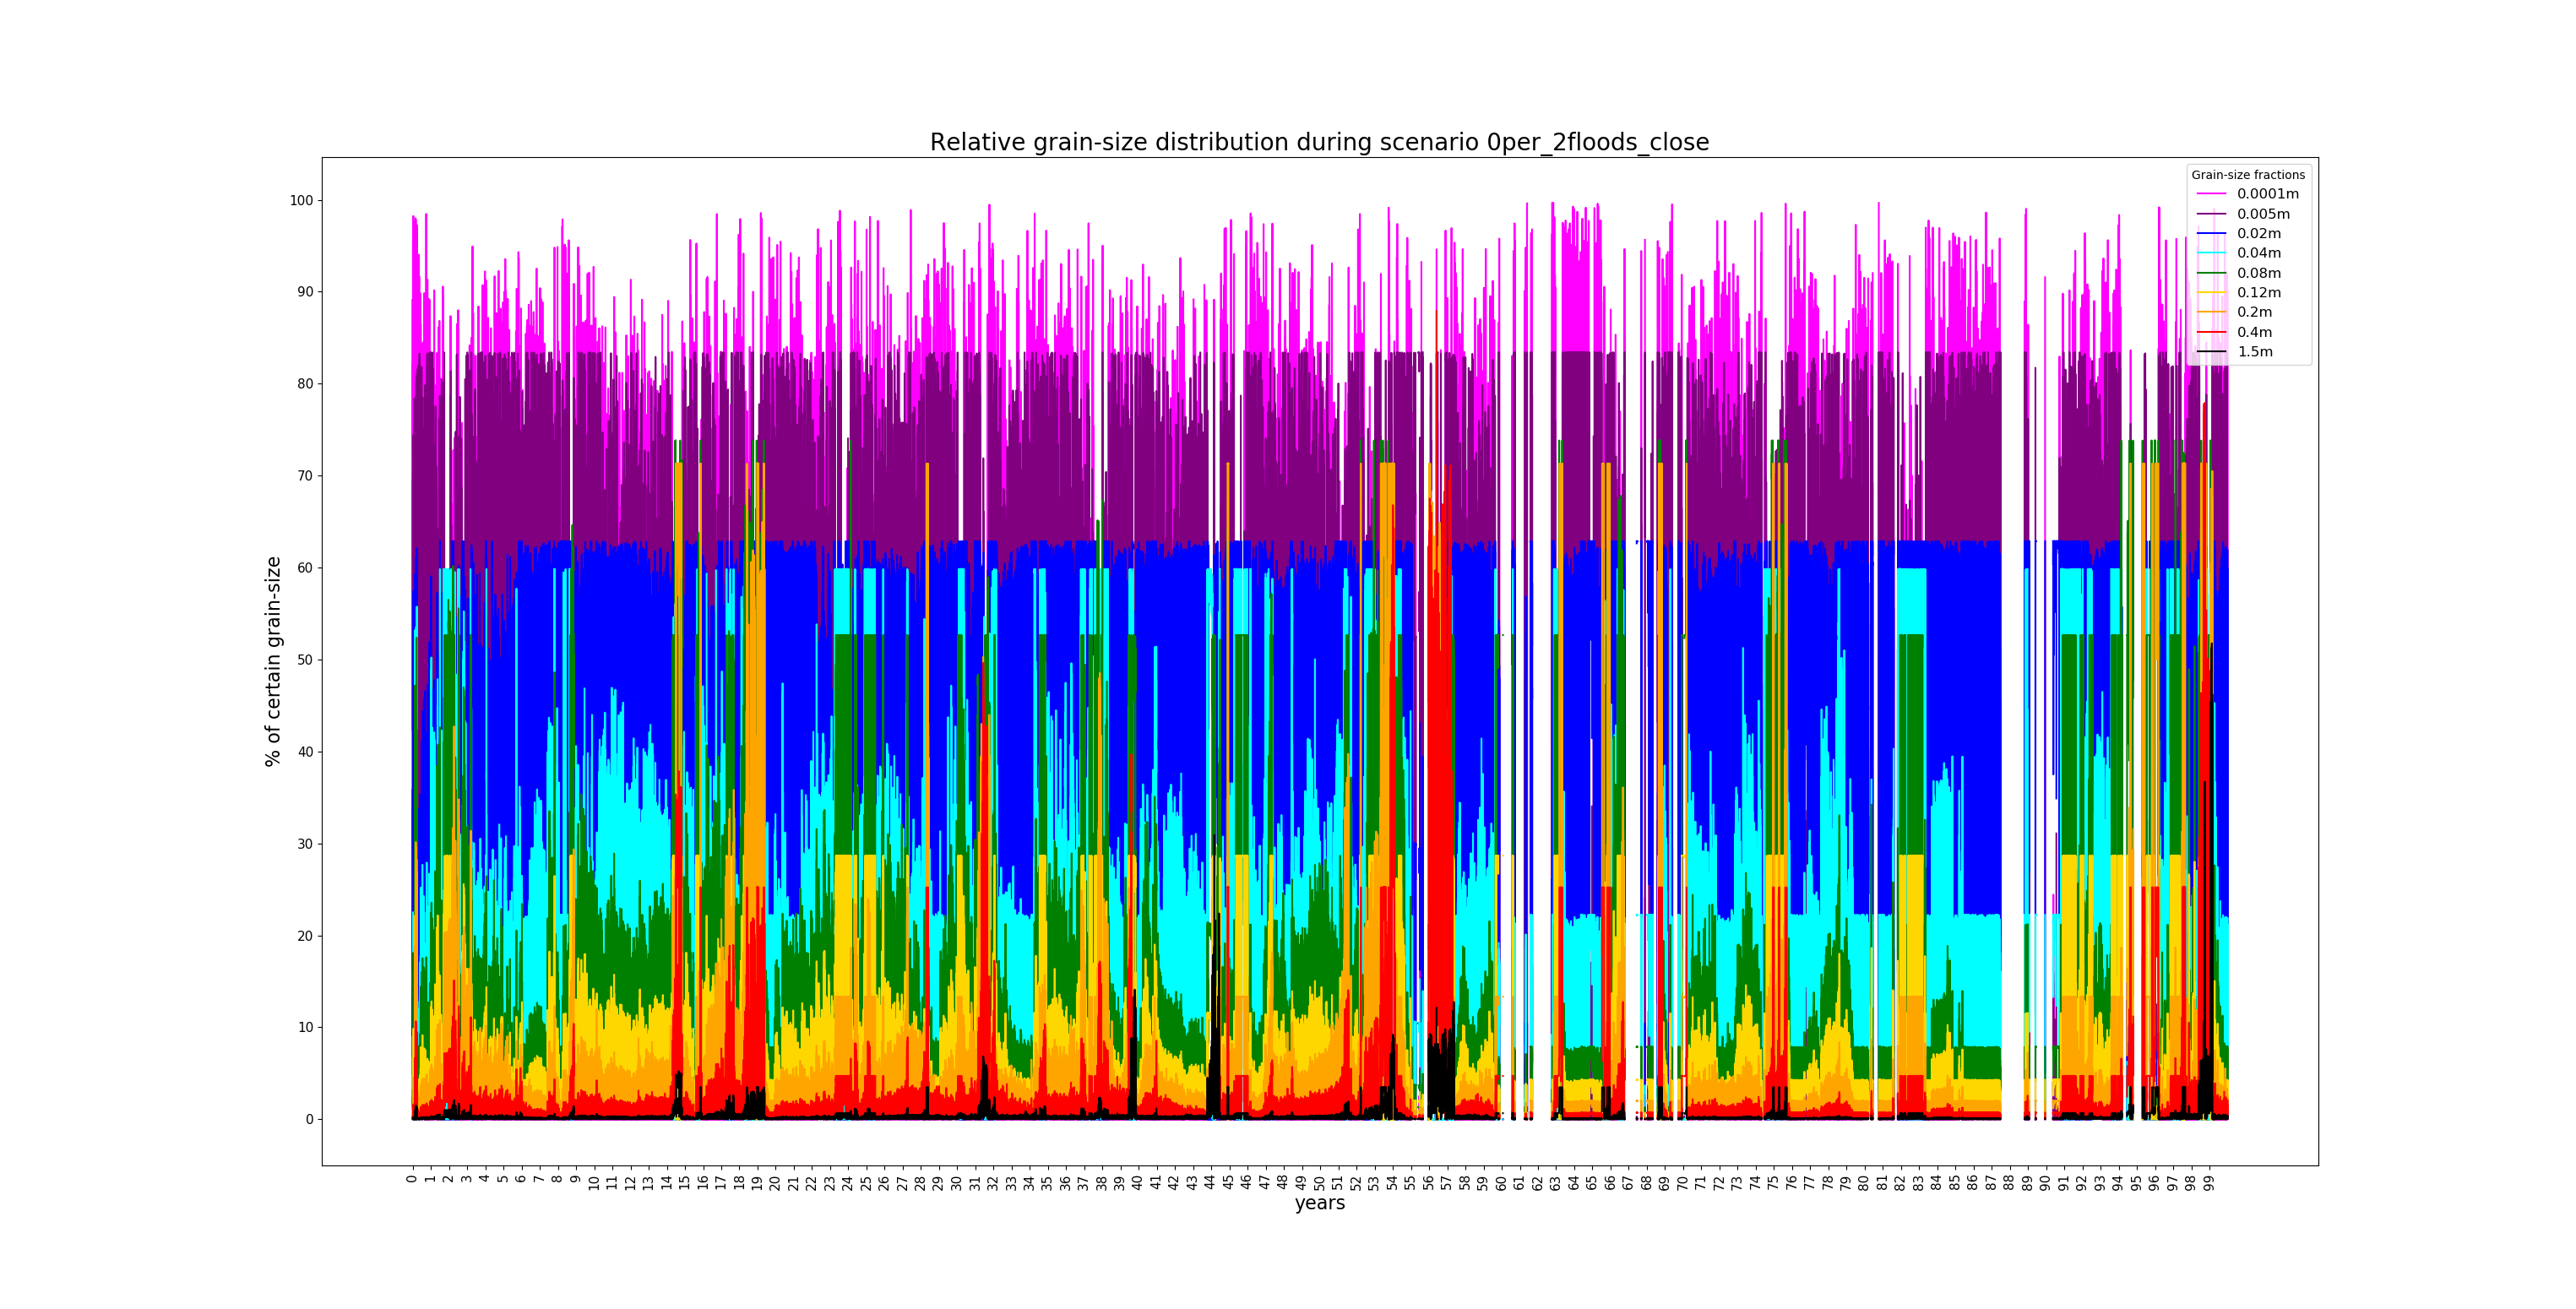 Relative grain-size distribution during scenario 0per_2floods_close
Grain-size fractions
0.0001m
0.005m
0.02m
0.04m
0.08m
0.12m
0.2m
0.4m
1.5m
100
90
80
70
60
50
40
30
20
10
0
% of certain grain-size
0 1 2 3 4 5 6 7 8 9 10 11 12 13 14 15 16 17 18 19 20 21 22 23 24 25 26 27 28 29 30 31 32 33 34 35 36 37 38 39 40 41 42 43 44 45 46 47 48 49 50 51 52 53 54 55 56 57 58 59 60 61 62 63 64 65 66 67 68 69 70 71 72 73 74 75 76 77 78 79 80 81 82 83 84 85 86 87 88 89 90 91 92 93 94 95 96 97 98 99
years